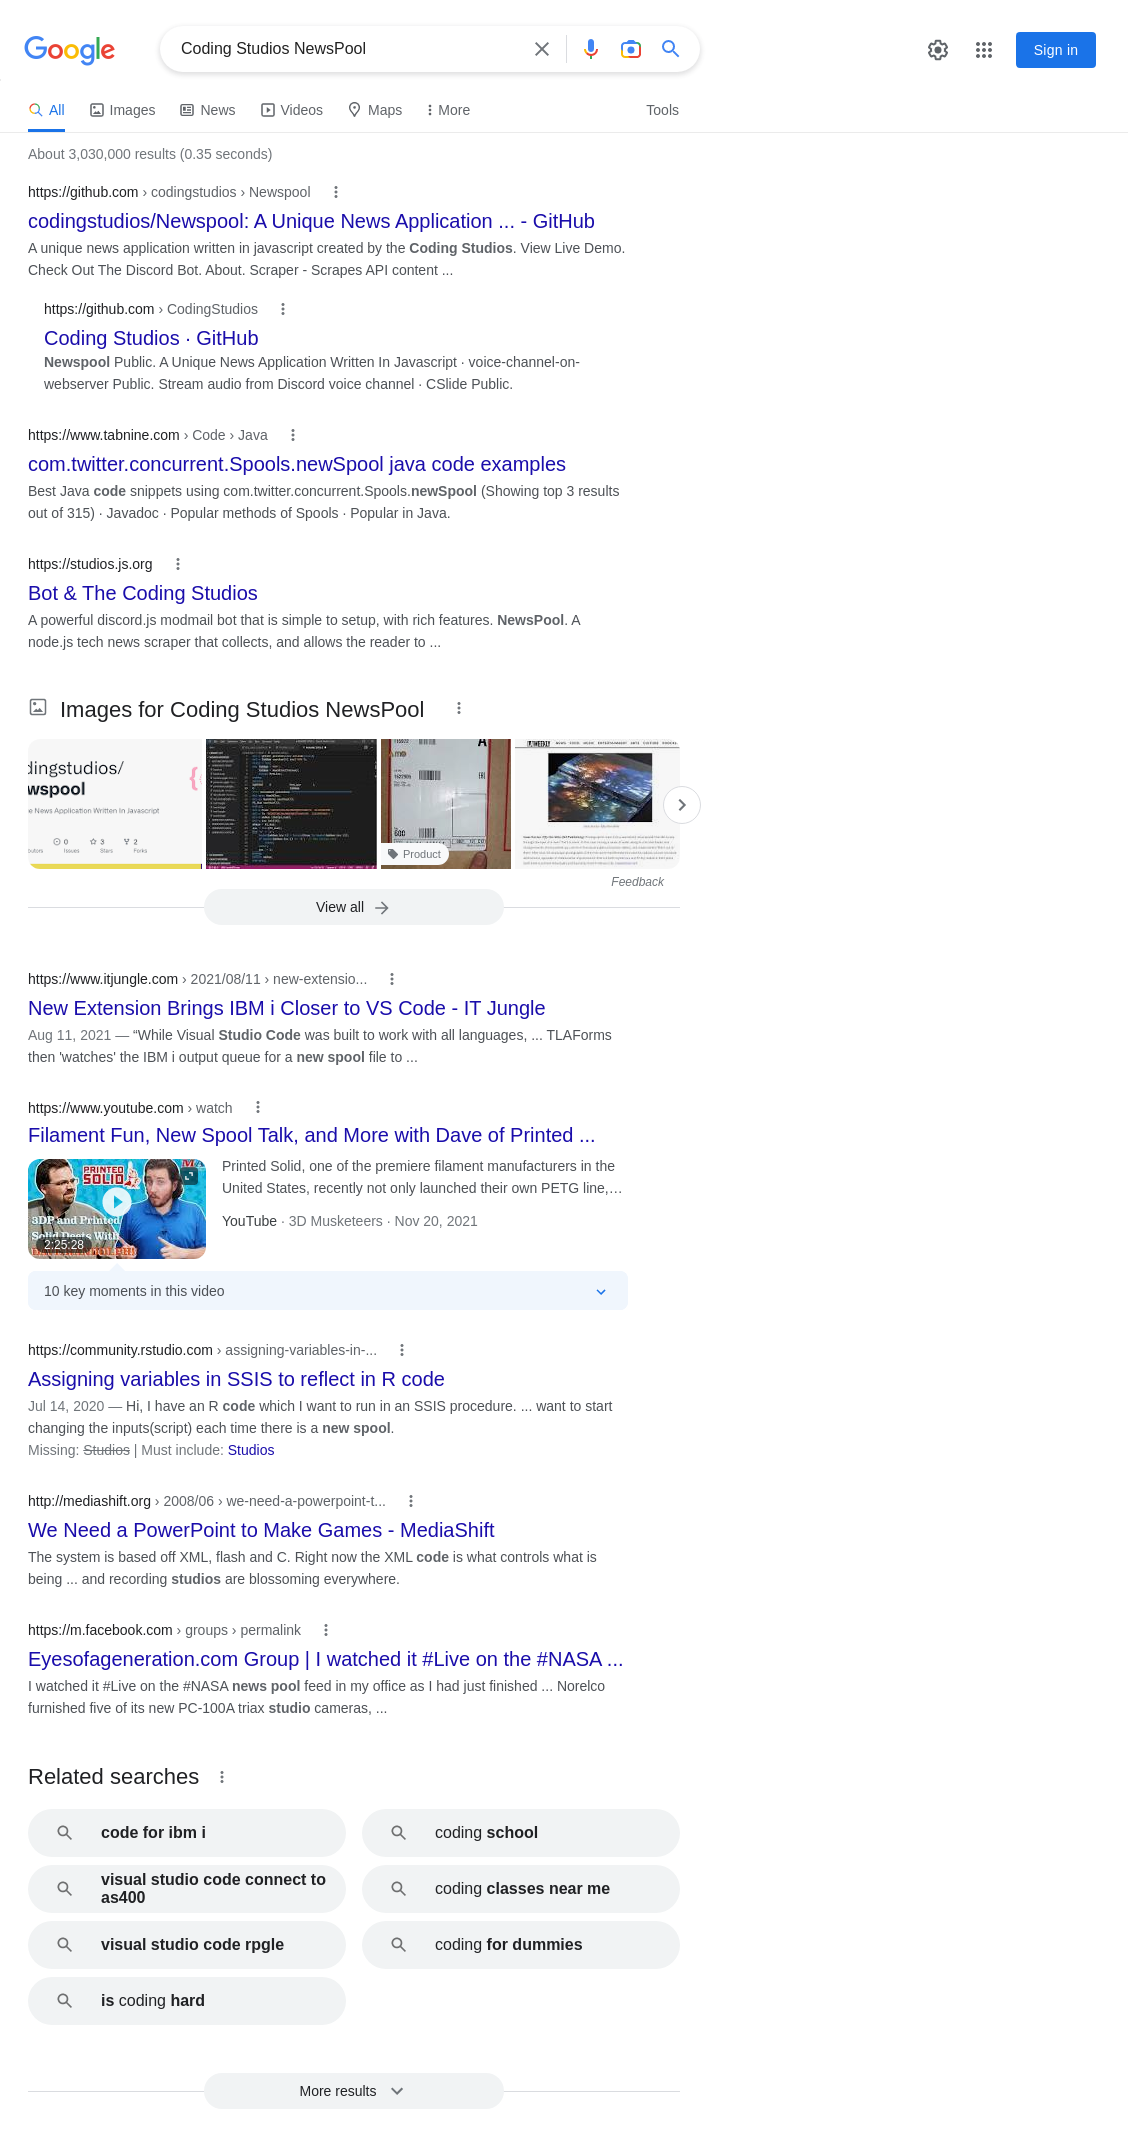 Google
Coding Studios NewsPool
Sign in
All Images News Videos Maps More Tools
About 3,030,000 results (0.35 seconds)
https://github.com › codingstudios › Newspool
codingstudios/Newspool: A Unique News Application ... - GitHub
A unique news application written in javascript created by the Coding Studios. View Live Demo.
Check Out The Discord Bot. About. Scraper - Scrapes API content ...
https://github.com › CodingStudios
Coding Studios · GitHub
Newspool Public. A Unique News Application Written In Javascript · voice-channel-on-
webserver Public. Stream audio from Discord voice channel · CSlide Public.
https://www.tabnine.com › Code › Java
com.twitter.concurrent.Spools.newSpool java code examples
Best Java code snippets using com.twitter.concurrent.Spools.newSpool (Showing top 3 results
out of 315) · Javadoc · Popular methods of Spools · Popular in Java.
https://studios.js.org
Bot & The Coding Studios
A powerful discord.js modmail bot that is simple to setup, with rich features. NewsPool. A
node.js tech news scraper that collects, and allows the reader to ...
Images for Coding Studios NewsPool
dingstudios/
wspool
e News Application Written In Javascript
0 3 2
Issues Stars Forks
Product
Feedback
View all
https://www.itjungle.com › 2021/08/11 › new-extensio...
New Extension Brings IBM i Closer to VS Code - IT Jungle
Aug 11, 2021 — “While Visual Studio Code was built to work with all languages, ... TLAForms
then 'watches' the IBM i output queue for a new spool file to ...
https://www.youtube.com › watch
Filament Fun, New Spool Talk, and More with Dave of Printed ...
PRINTED
SOLID
3DP and Printed
Solid Deets With
2:25:28
Printed Solid, one of the premiere filament manufacturers in the
United States, recently not only launched their own PETG line,…
YouTube · 3D Musketeers · Nov 20, 2021
10 key moments in this video
https://community.rstudio.com › assigning-variables-in-...
Assigning variables in SSIS to reflect in R code
Jul 14, 2020 — Hi, I have an R code which I want to run in an SSIS procedure. ... want to start
changing the inputs(script) each time there is a new spool.
Missing: Studios | Must include: Studios
http://mediashift.org › 2008/06 › we-need-a-powerpoint-t...
We Need a PowerPoint to Make Games - MediaShift
The system is based off XML, flash and C. Right now the XML code is what controls what is
being ... and recording studios are blossoming everywhere.
https://m.facebook.com › groups › permalink
Eyesofageneration.com Group | I watched it #Live on the #NASA ...
I watched it #Live on the #NASA news pool feed in my office as I had just finished ... Norelco
furnished five of its new PC-100A triax studio cameras, ...
Related searches
code for ibm i
coding school
visual studio code connect to
as400
coding classes near me
visual studio code rpgle
coding for dummies
is coding hard
More results